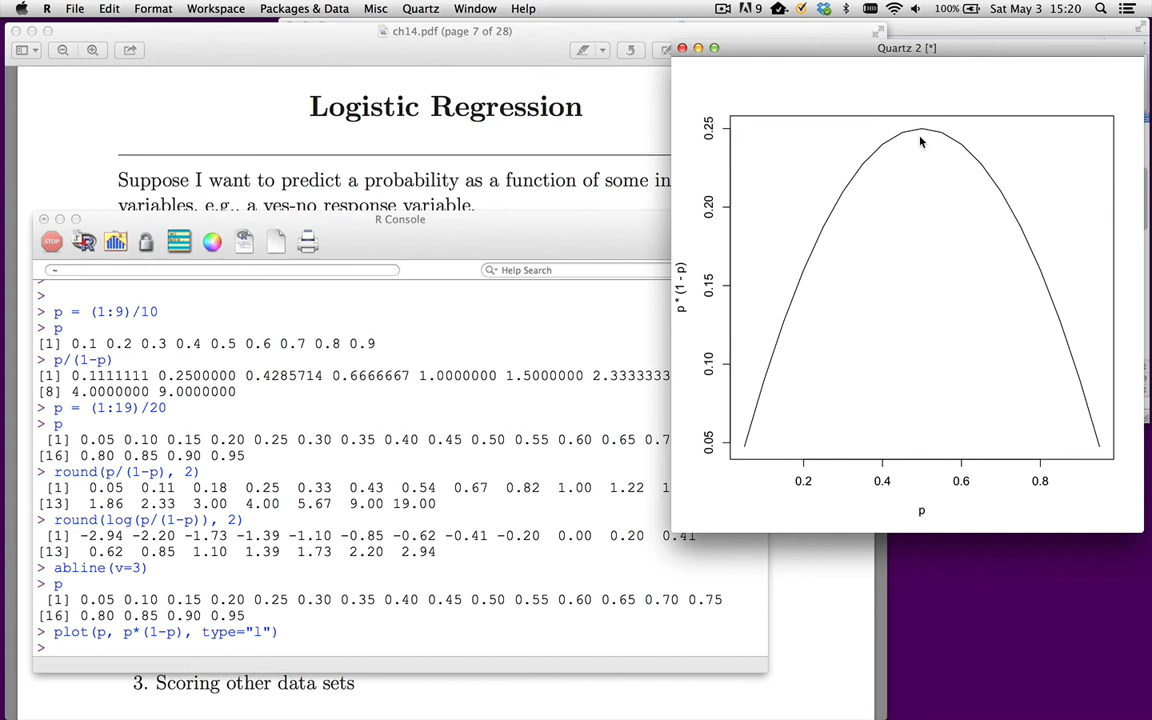 R File Edit Format Workspace Packages & Data Misc Quartz Window Help 9 100% Sat May 3 15:20
ch14.pdf (page 7 of 28)
Logistic Regression
Suppose I want to predict a probability as a function of some in
variables, e.g., a yes-no response variable.
R Console
STOP
~
Help Search
>
>
> p = (1:9)/10
> p
[1] 0.1 0.2 0.3 0.4 0.5 0.6 0.7 0.8 0.9
> p/(1-p)
[1] 0.1111111 0.2500000 0.4285714 0.6666667 1.0000000 1.5000000 2.3333333
[8] 4.0000000 9.0000000
> p = (1:19)/20
> p
[1] 0.05 0.10 0.15 0.20 0.25 0.30 0.35 0.40 0.45 0.50 0.55 0.60 0.65 0.7
[16] 0.80 0.85 0.90 0.95
> round(p/(1-p), 2)
[1] 0.05 0.11 0.18 0.25 0.33 0.43 0.54 0.67 0.82 1.00 1.22 1
[13] 1.86 2.33 3.00 4.00 5.67 9.00 19.00
> round(log(p/(1-p)), 2)
[1] -2.94 -2.20 -1.73 -1.39 -1.10 -0.85 -0.62 -0.41 -0.20 0.00 0.20 0.41
[13] 0.62 0.85 1.10 1.39 1.73 2.20 2.94
> abline(v=3)
> p
[1] 0.05 0.10 0.15 0.20 0.25 0.30 0.35 0.40 0.45 0.50 0.55 0.60 0.65 0.70 0.75
[16] 0.80 0.85 0.90 0.95
> plot(p, p*(1-p), type="l")
>
3. Scoring other data sets
Quartz 2 [*]
p * (1 - p)
0.25
0.20
0.15
0.10
0.05
0.2 0.4 0.6 0.8
p